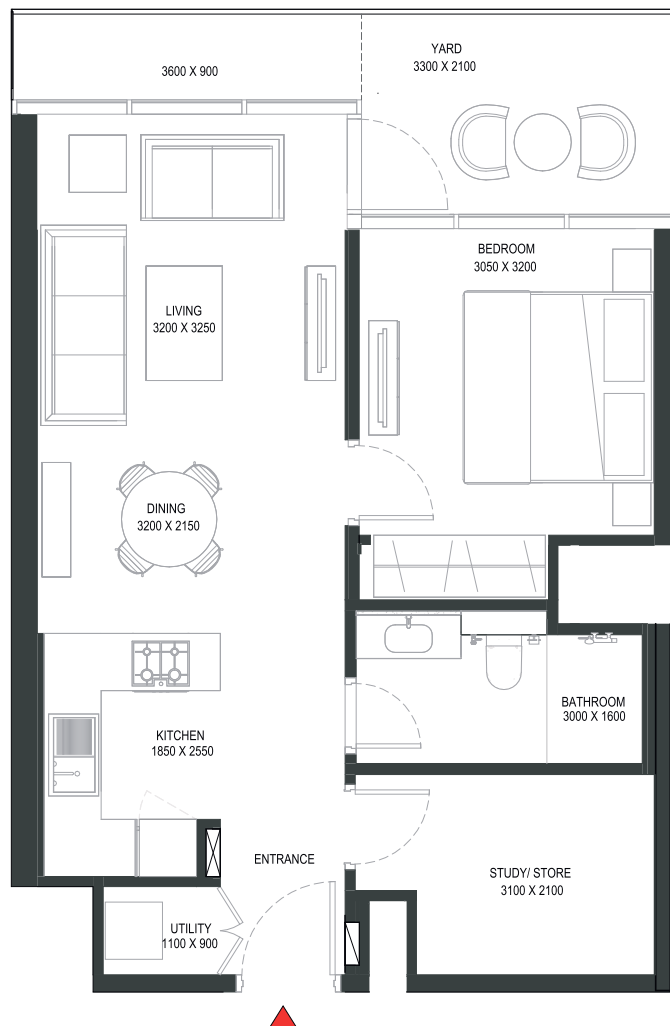 YARD
3300 X 2100
3600 X 900
BEDROOM
3050 X 3200
LIVING
3200 X 3250
DINING
3200 X 2150
BATHROOM
3000 X 1600
KITCHEN
1850 X 2550
ENTRANCE
STUDY/ STORE
3100 X 2100
UTILITY
1100 X 900